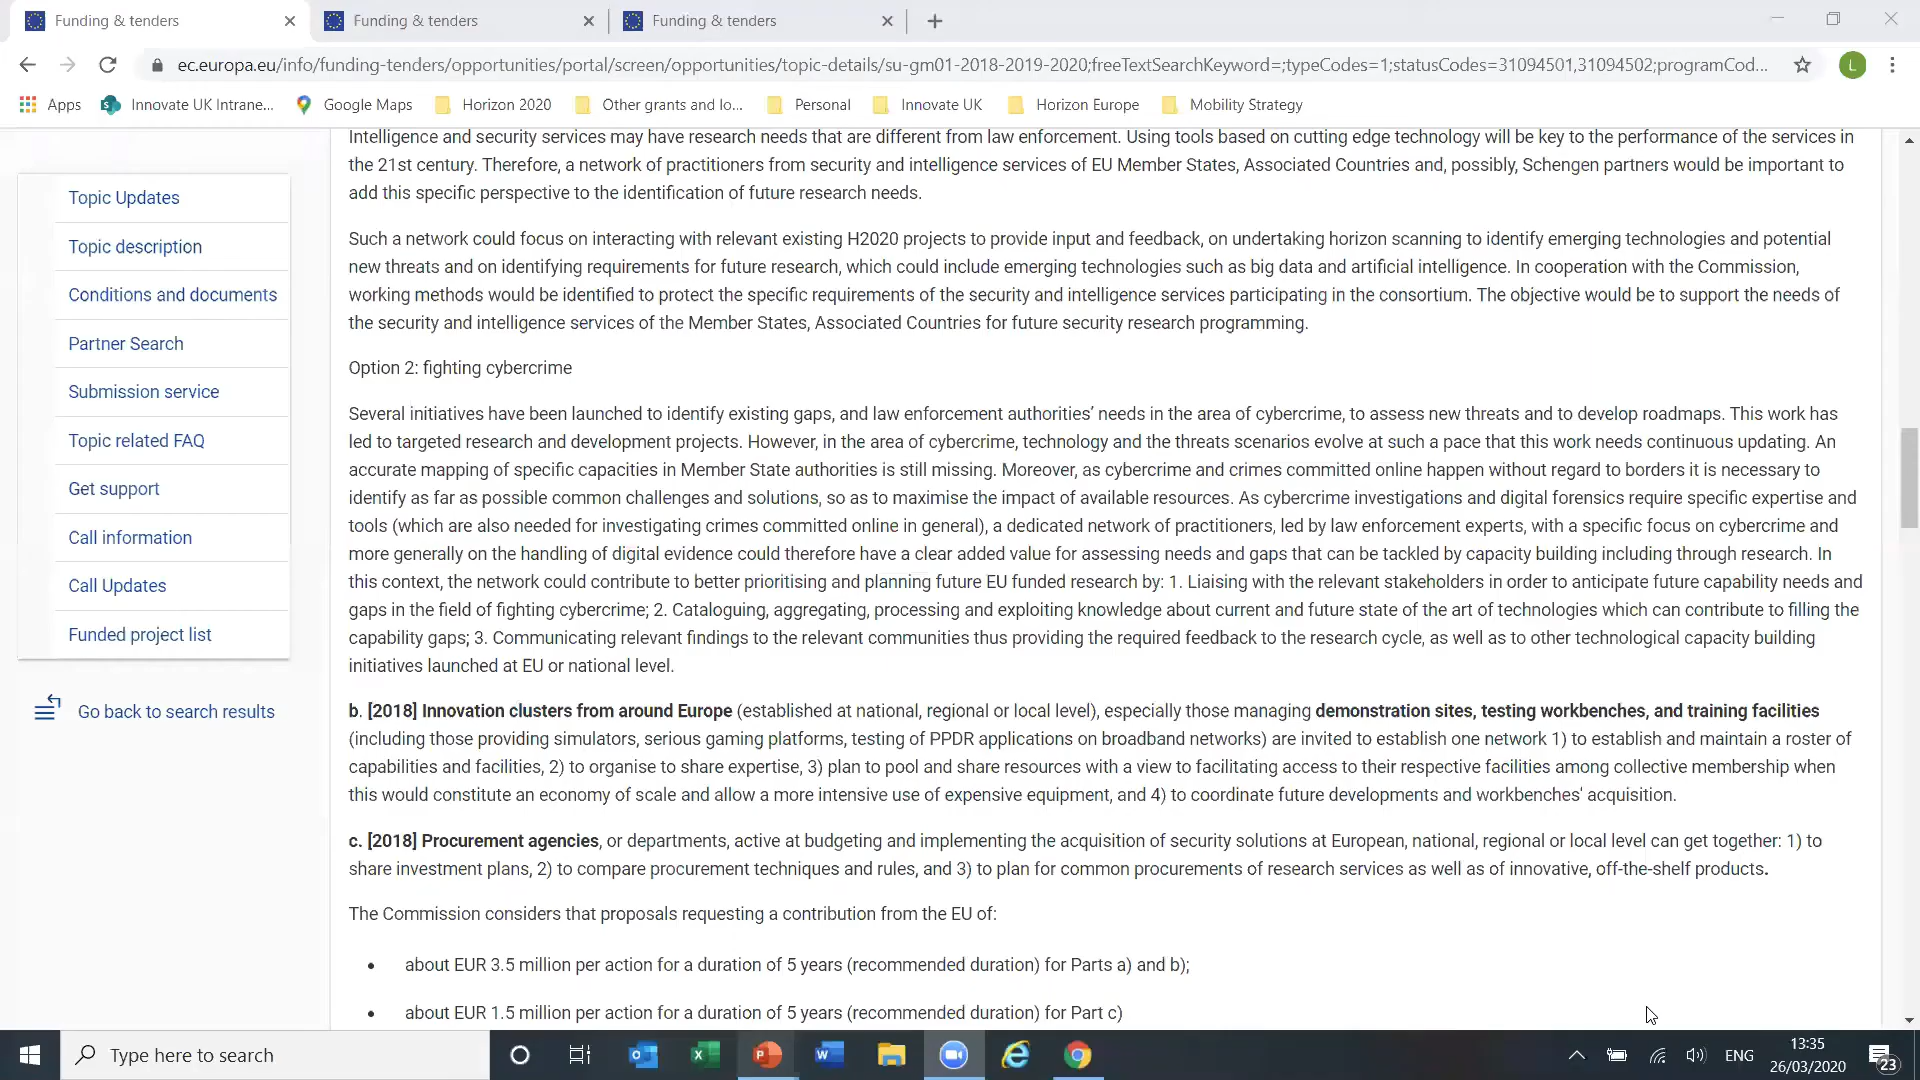 Funding & tenders
Funding & tenders
Funding & tenders
ec.europa.eu/info/funding-tenders/opportunities/portal/screen/opportunities/topic-details/su-gm01-2018-2019-2020;freeTextSearchKeyword=;typeCodes=1;statusCodes=31094501,31094502;programCod...
L
Apps
Innovate UK Intrane...
Google Maps
Horizon 2020
Other grants and lo...
Personal
Innovate UK
Horizon Europe
Mobility Strategy
Topic Updates
Topic description
Conditions and documents
Partner Search
Submission service
Topic related FAQ
Get support
Call information
Call Updates
Funded project list
Go back to search results
Intelligence and security services may have research needs that are different from law enforcement. Using tools based on cutting edge technology will be key to the performance of the services in
the 21st century. Therefore, a network of practitioners from security and intelligence services of EU Member States, Associated Countries and, possibly, Schengen partners would be important to
add this specific perspective to the identification of future research needs.
Such a network could focus on interacting with relevant existing H2020 projects to provide input and feedback, on undertaking horizon scanning to identify emerging technologies and potential
new threats and on identifying requirements for future research, which could include emerging technologies such as big data and artificial intelligence. In cooperation with the Commission,
working methods would be identified to protect the specific requirements of the security and intelligence services participating in the consortium. The objective would be to support the needs of
the security and intelligence services of the Member States, Associated Countries for future security research programming.
Option 2: fighting cybercrime
Several initiatives have been launched to identify existing gaps, and law enforcement authorities’ needs in the area of cybercrime, to assess new threats and to develop roadmaps. This work has
led to targeted research and development projects. However, in the area of cybercrime, technology and the threats scenarios evolve at such a pace that this work needs continuous updating. An
accurate mapping of specific capacities in Member State authorities is still missing. Moreover, as cybercrime and crimes committed online happen without regard to borders it is necessary to
identify as far as possible common challenges and solutions, so as to maximise the impact of available resources. As cybercrime investigations and digital forensics require specific expertise and
tools (which are also needed for investigating crimes committed online in general), a dedicated network of practitioners, led by law enforcement experts, with a specific focus on cybercrime and
more generally on the handling of digital evidence could therefore have a clear added value for assessing needs and gaps that can be tackled by capacity building including through research. In
this context, the network could contribute to better prioritising and planning future EU funded research by: 1. Liaising with the relevant stakeholders in order to anticipate future capability needs and
gaps in the field of fighting cybercrime; 2. Cataloguing, aggregating, processing and exploiting knowledge about current and future state of the art of technologies which can contribute to filling the
capability gaps; 3. Communicating relevant findings to the relevant communities thus providing the required feedback to the research cycle, as well as to other technological capacity building
initiatives launched at EU or national level.
b. [2018] Innovation clusters from around Europe (established at national, regional or local level), especially those managing demonstration sites, testing workbenches, and training facilities
(including those providing simulators, serious gaming platforms, testing of PPDR applications on broadband networks) are invited to establish one network 1) to establish and maintain a roster of
capabilities and facilities, 2) to organise to share expertise, 3) plan to pool and share resources with a view to facilitating access to their respective facilities among collective membership when
this would constitute an economy of scale and allow a more intensive use of expensive equipment, and 4) to coordinate future developments and workbenches' acquisition.
c. [2018] Procurement agencies, or departments, active at budgeting and implementing the acquisition of security solutions at European, national, regional or local level can get together: 1) to
share investment plans, 2) to compare procurement techniques and rules, and 3) to plan for common procurements of research services as well as of innovative, off-the-shelf products.
The Commission considers that proposals requesting a contribution from the EU of:
• about EUR 3.5 million per action for a duration of 5 years (recommended duration) for Parts a) and b);
• about EUR 1.5 million per action for a duration of 5 years (recommended duration) for Part c)
Type here to search
ENG
13:35
26/03/2020
23